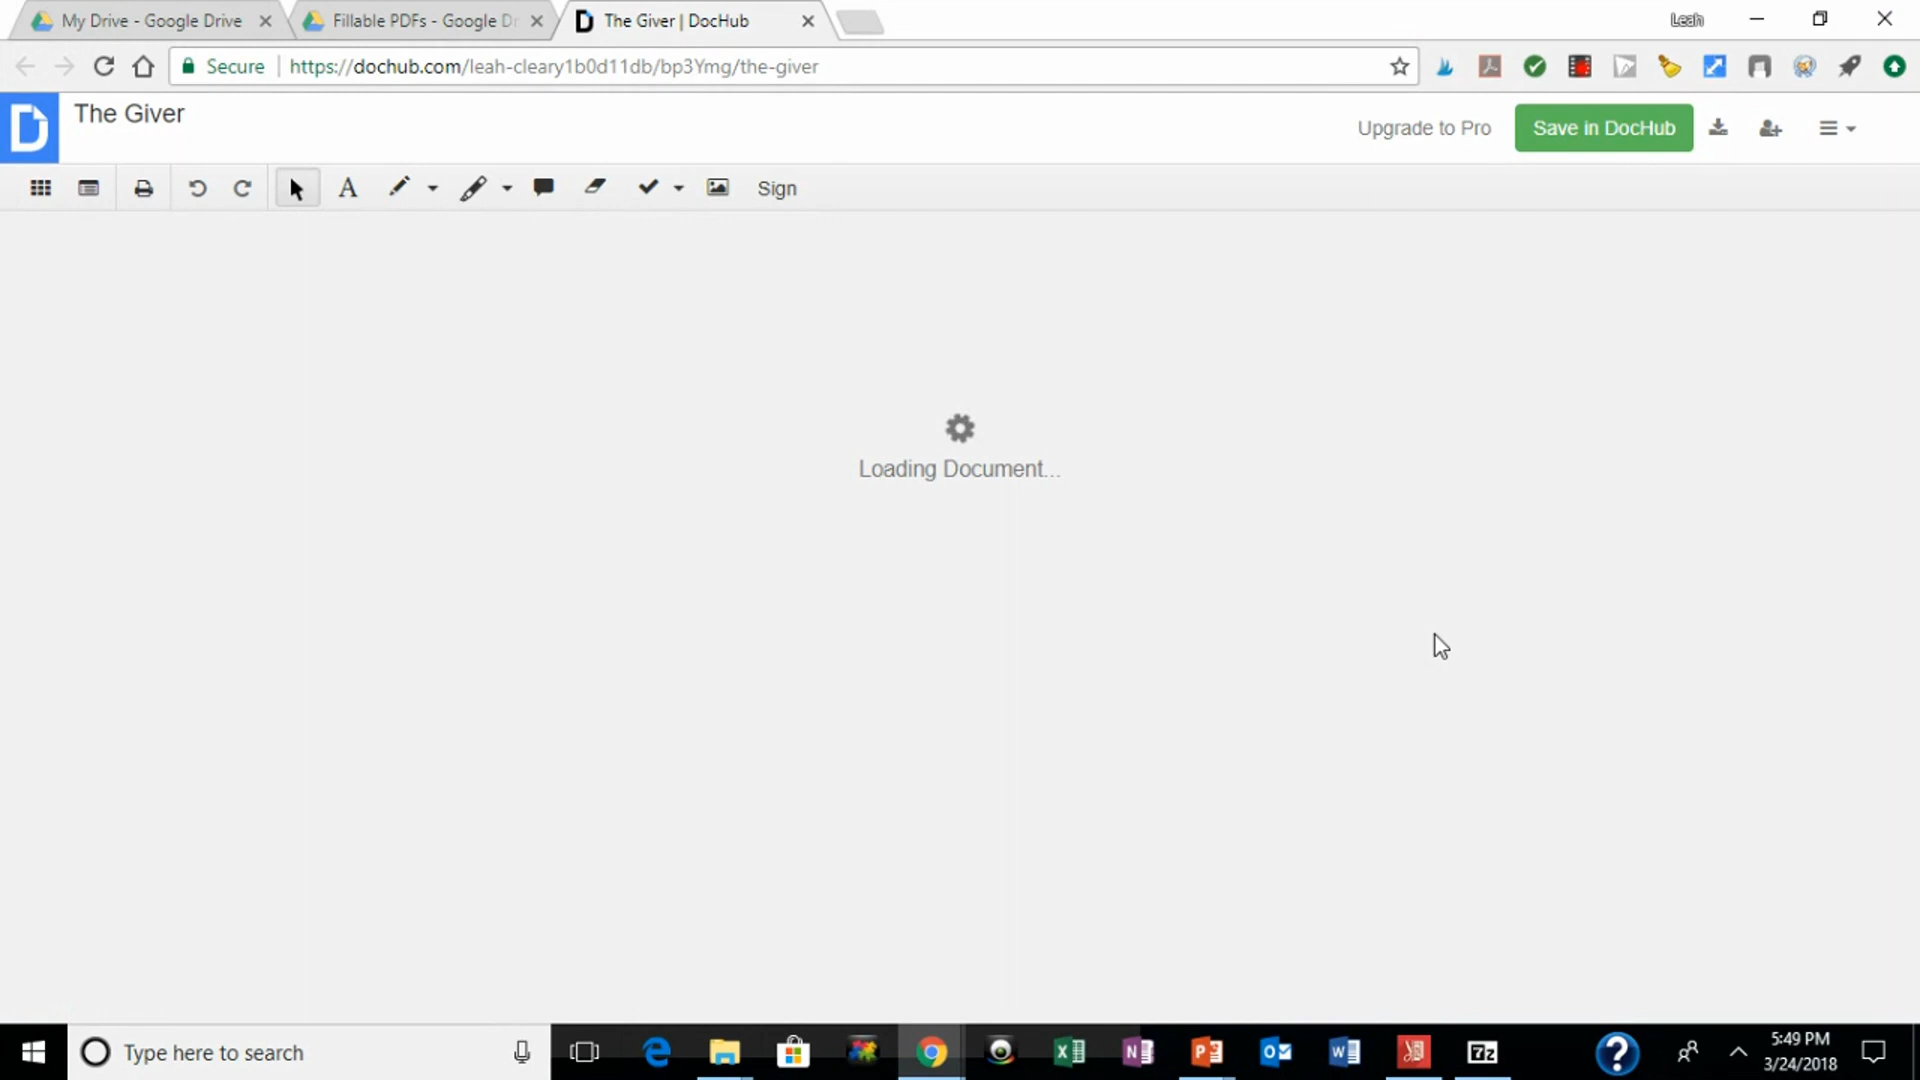 My Drive - Google Drive
Fillable PDFs - Google Dr
The Giver | DocHub
Leah
Secure
https://dochub.com/leah-cleary1b0d11db/bp3Ymg/the-giver
The Giver
Upgrade to Pro
Save in DocHub
A
Sign
Loading Document...
Type here to search
5:49 PM
3/24/2018